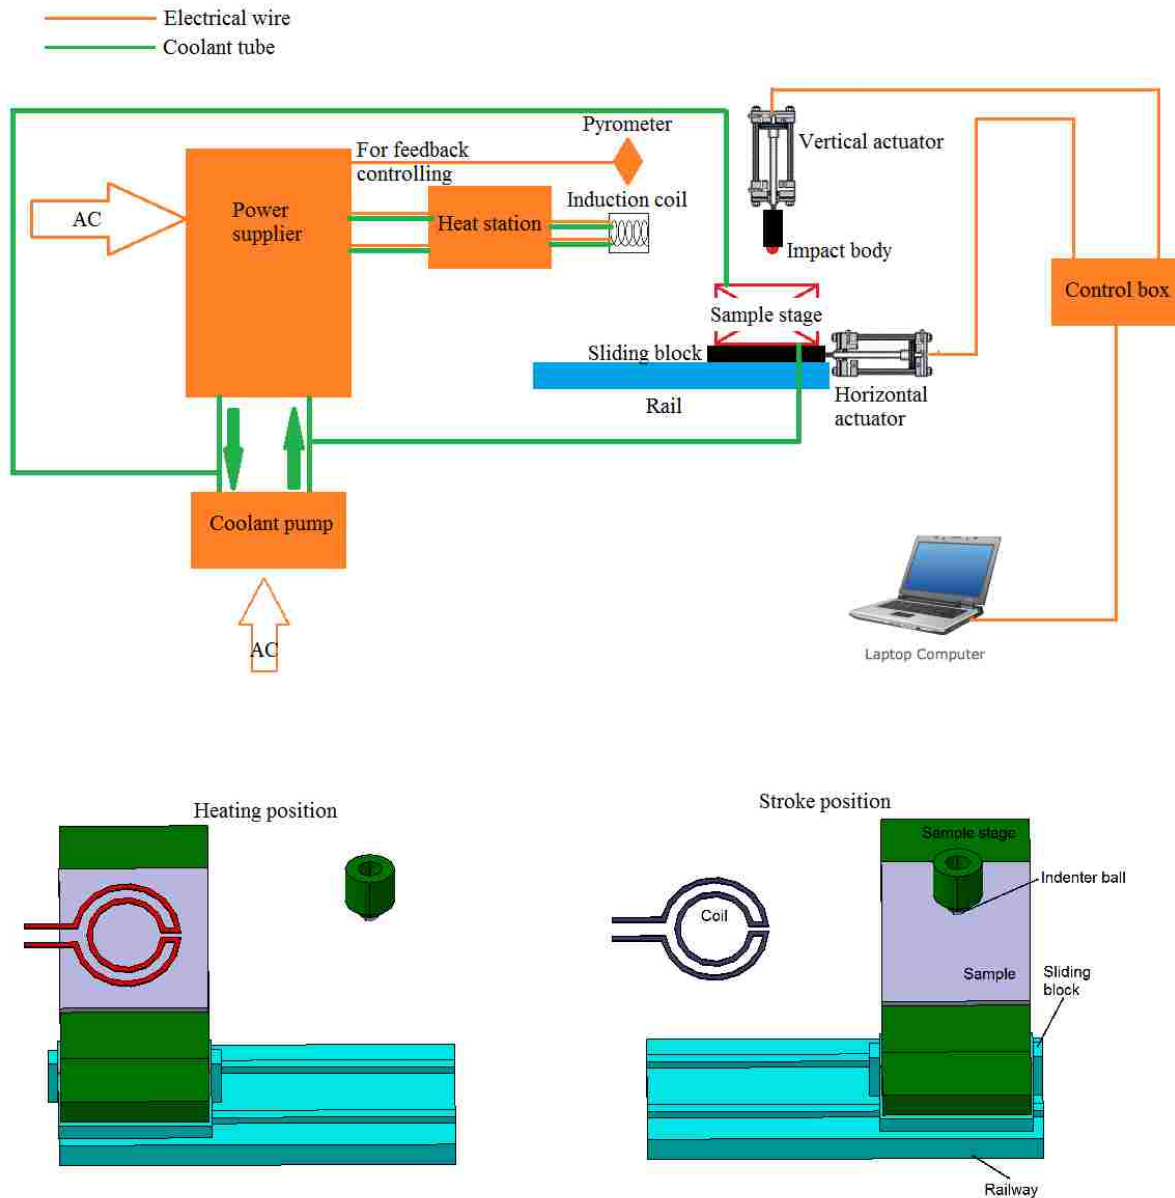 Electrical wire
Coolant tube
Pyrometer
For feedback
controlling
Vertical actuator
AC
Power
supplier
Heat station
Induction coil
Impact body
Control box
Sample stage
Sliding block
Rail
Horizontal
actuator
Coolant pump
AC
Laptop Computer
Heating position
Stroke position
Sample stage
Indenter ball
Coil
Sample
Sliding
block
Railway